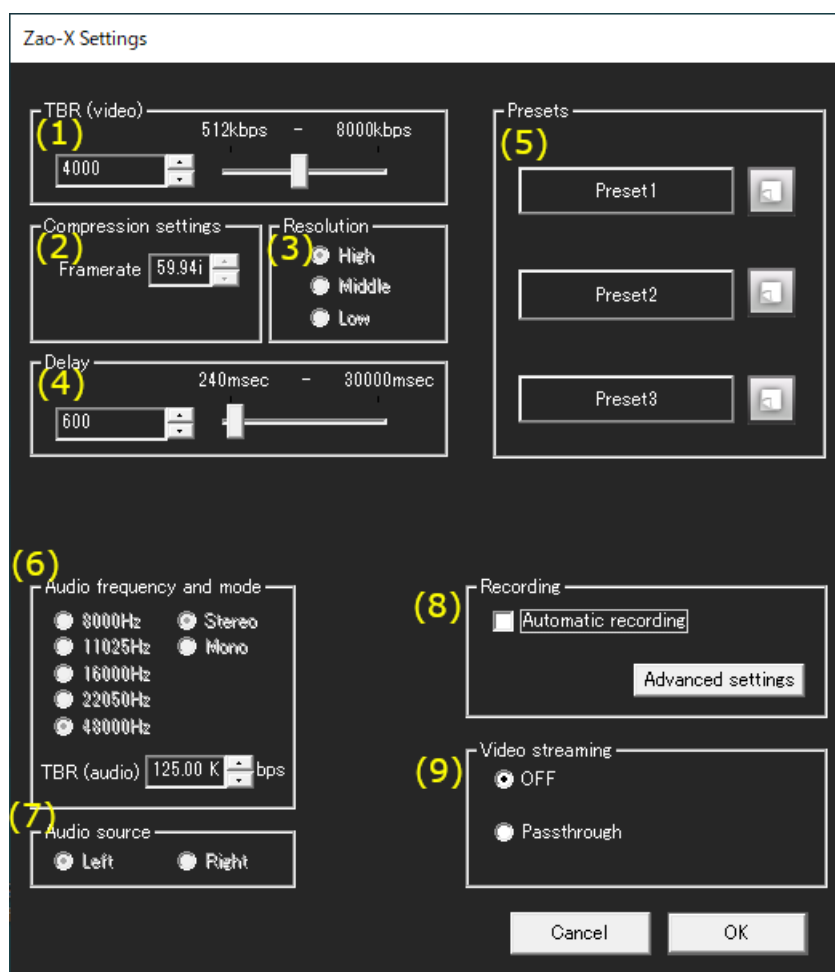 Zao-X Settings
TBR (video)
(1)
512kbps - 8000kbps
4000
Compression settings
(2)
Framerate 59.94i
Resolution
(3)
High
Middle
Low
Delay
(4)
240msec - 30000msec
600
Presets
(5)
Preset1
Preset2
Preset3
(6)
Audio frequency and mode
8000Hz Stereo
11025Hz Mono
16000Hz
22050Hz
48000Hz
TBR (audio) 125.00 K bps
(7)
Audio source
Left Right
Recording
(8)
Automatic recording
Advanced settings
Video streaming
(9)
OFF
Passthrough
Cancel OK